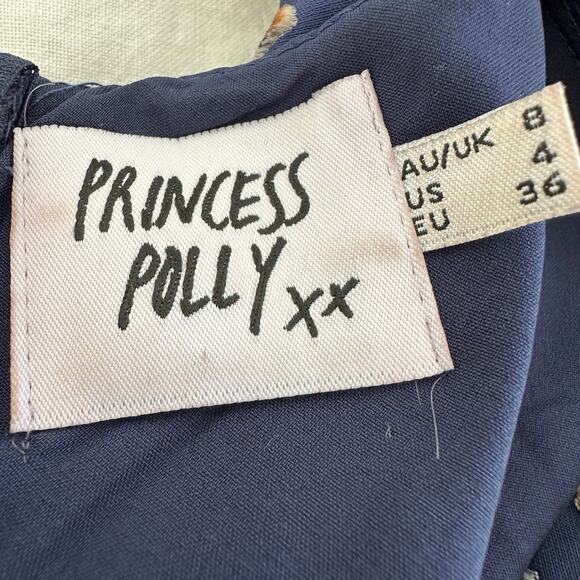 PRINCESS
POLLY xx
AU/UK 8
US 4
EU 36